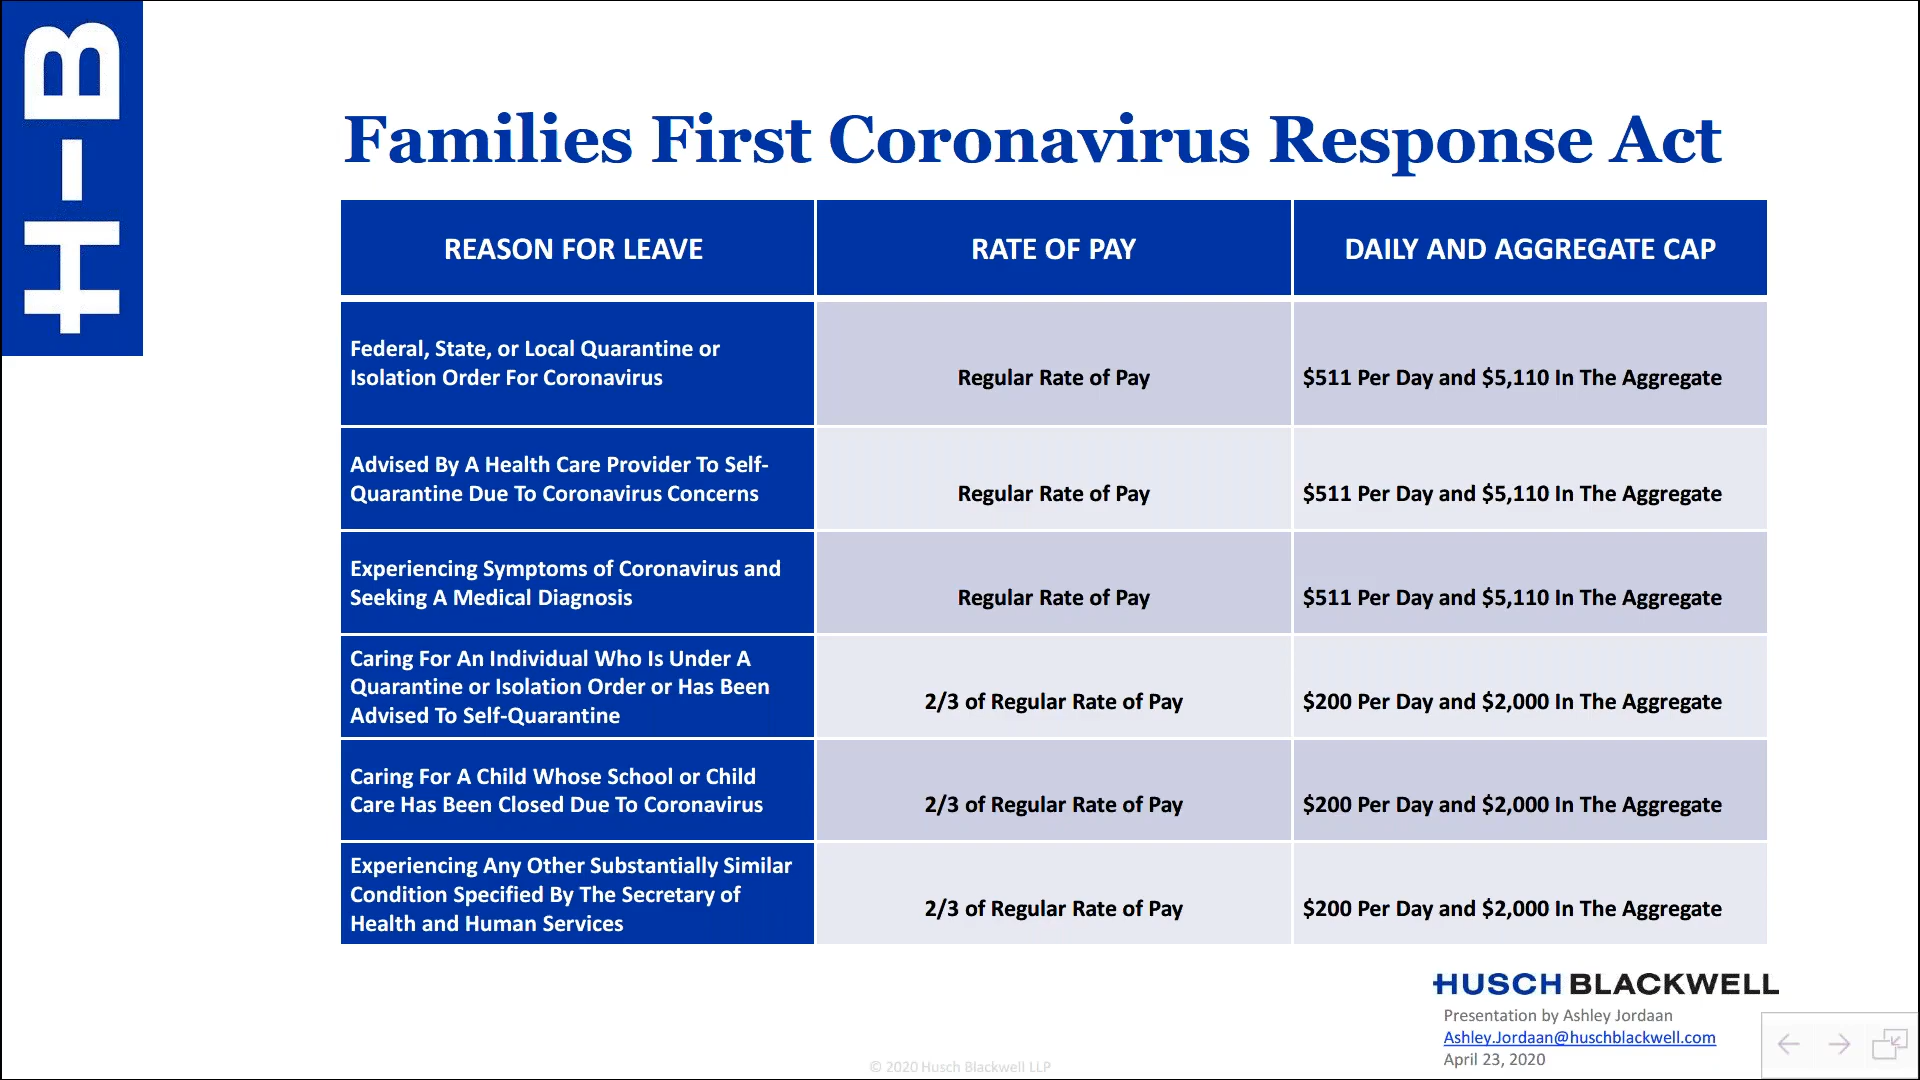 H-B
Families First Coronavirus Response Act
REASON FOR LEAVE
RATE OF PAY
DAILY AND AGGREGATE CAP
Federal, State, or Local Quarantine or
Isolation Order For Coronavirus
Regular Rate of Pay
$511 Per Day and $5,110 In The Aggregate
Advised By A Health Care Provider To Self-
Quarantine Due To Coronavirus Concerns
Regular Rate of Pay
$511 Per Day and $5,110 In The Aggregate
Experiencing Symptoms of Coronavirus and
Seeking A Medical Diagnosis
Regular Rate of Pay
$511 Per Day and $5,110 In The Aggregate
Caring For An Individual Who Is Under A
Quarantine or Isolation Order or Has Been
Advised To Self-Quarantine
2/3 of Regular Rate of Pay
$200 Per Day and $2,000 In The Aggregate
Caring For A Child Whose School or Child
Care Has Been Closed Due To Coronavirus
2/3 of Regular Rate of Pay
$200 Per Day and $2,000 In The Aggregate
Experiencing Any Other Substantially Similar
Condition Specified By The Secretary of
Health and Human Services
2/3 of Regular Rate of Pay
$200 Per Day and $2,000 In The Aggregate
HUSCH BLACKWELL
Presentation by Ashley Jordaan
Ashley.Jordaan@huschblackwell.com
April 23, 2020
© 2020 Husch Blackwell LLP